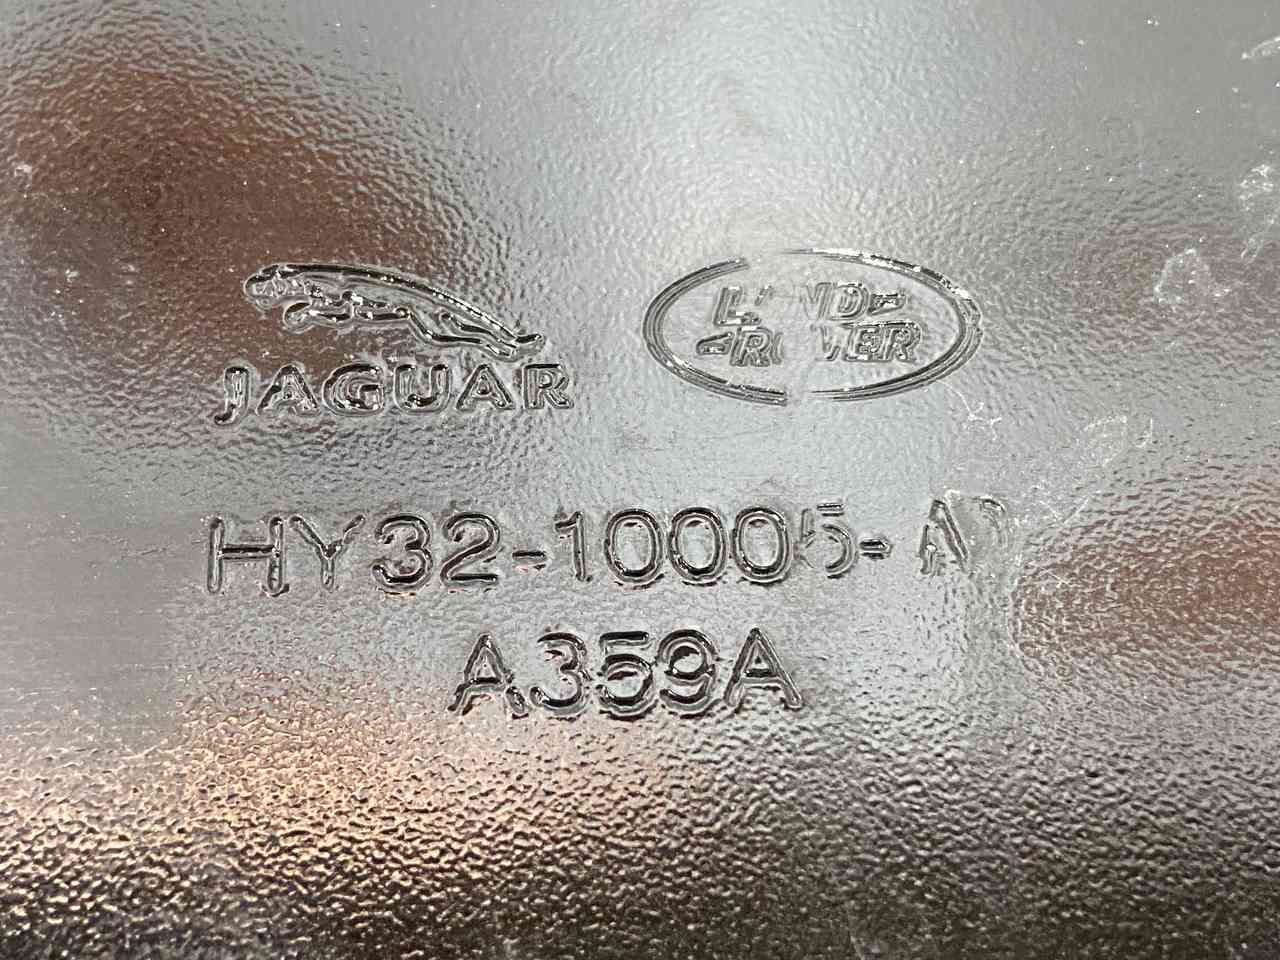 JAGUAR
LAND
ROVER
HY32-10005-
A359A